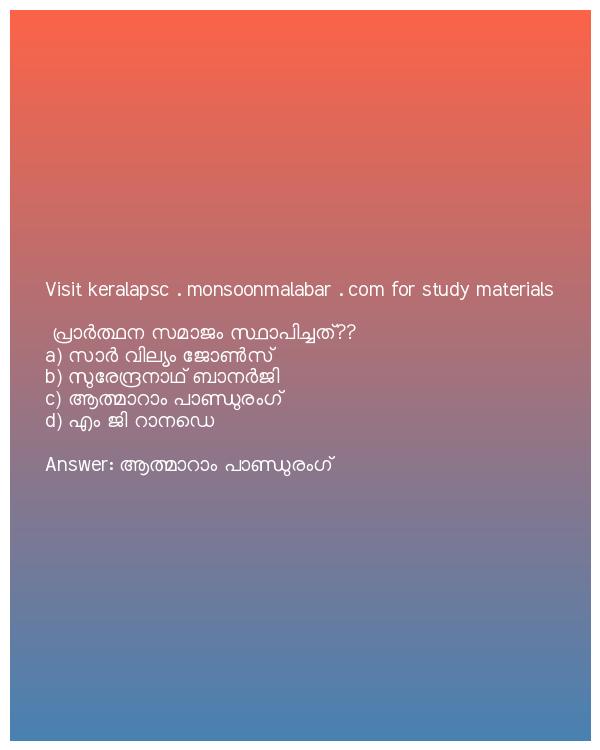 Visit keralapsc . monsoonmalabar . com for study materials
പ്രാർത്ഥന സമാജം സ്ഥാപിച്ചത്??
a) സാർ വില്യം ജോൺസ്
b) സുരേന്ദ്രനാഥ് ബാനർജി
c) ആത്മാറാം പാണ്ഡുരംഗ്
d) എം ജി റാനഡെ
Answer: ആത്മാറാം പാണ്ഡുരംഗ്